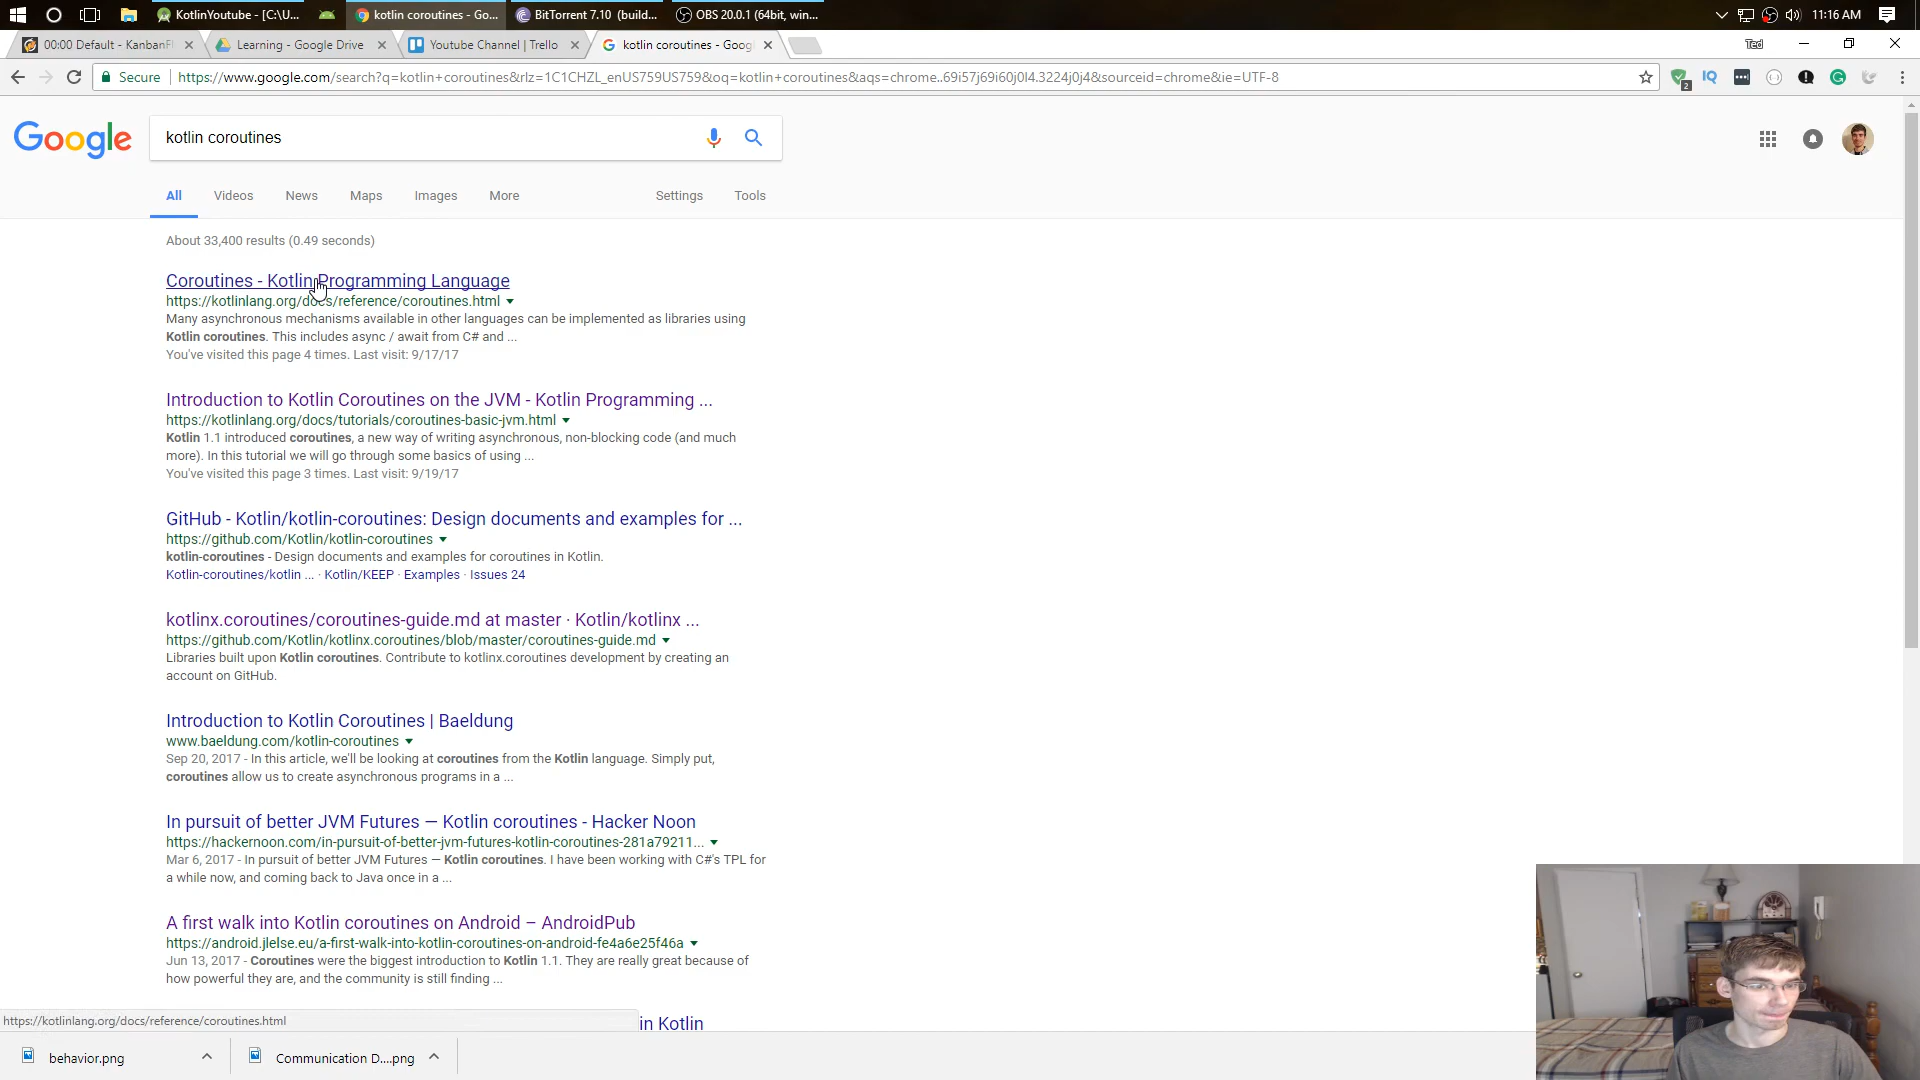 KotlinYoutube - [C:\U...
kotlin coroutines - Go...
BitTorrent 7.10 (build...
OBS 20.0.1 (64bit, win...
11:16 AM
00:00 Default - KanbanFl
Learning - Google Drive
Youtube Channel | Trello
kotlin coroutines - Goog
Ted
Secure
https://www.google.com/search?q=kotlin+coroutines&rlz=1C1CHZL_enUS759US759&oq=kotlin+coroutines&aqs=chrome..69i57j69i60j0l4.3224j0j4&sourceid=chrome&ie=UTF-8
2
IQ
Google
kotlin coroutines
All
Videos
News
Maps
Images
More
Settings
Tools
About 33,400 results (0.49 seconds)
Coroutines - Kotlin Programming Language
https://kotlinlang.org/docs/reference/coroutines.html
Many asynchronous mechanisms available in other languages can be implemented as libraries using
Kotlin coroutines. This includes async / await from C# and ...
You've visited this page 4 times. Last visit: 9/17/17
Introduction to Kotlin Coroutines on the JVM - Kotlin Programming ...
https://kotlinlang.org/docs/tutorials/coroutines-basic-jvm.html
Kotlin 1.1 introduced coroutines, a new way of writing asynchronous, non-blocking code (and much
more). In this tutorial we will go through some basics of using ...
You've visited this page 3 times. Last visit: 9/19/17
GitHub - Kotlin/kotlin-coroutines: Design documents and examples for ...
https://github.com/Kotlin/kotlin-coroutines
kotlin-coroutines - Design documents and examples for coroutines in Kotlin.
Kotlin-coroutines/kotlin ... · Kotlin/KEEP · Examples · Issues 24
kotlinx.coroutines/coroutines-guide.md at master · Kotlin/kotlinx ...
https://github.com/Kotlin/kotlinx.coroutines/blob/master/coroutines-guide.md
Libraries built upon Kotlin coroutines. Contribute to kotlinx.coroutines development by creating an
account on GitHub.
Introduction to Kotlin Coroutines | Baeldung
www.baeldung.com/kotlin-coroutines
Sep 20, 2017 - In this article, we'll be looking at coroutines from the Kotlin language. Simply put,
coroutines allow us to create asynchronous programs in a ...
In pursuit of better JVM Futures — Kotlin coroutines - Hacker Noon
https://hackernoon.com/in-pursuit-of-better-jvm-futures-kotlin-coroutines-281a79211...
Mar 6, 2017 - In pursuit of better JVM Futures — Kotlin coroutines. I have been working with C#'s TPL for
a while now, and coming back to Java once in a ...
A first walk into Kotlin coroutines on Android – AndroidPub
https://android.jlelse.eu/a-first-walk-into-kotlin-coroutines-on-android-fe4a6e25f46a
Jun 13, 2017 - Coroutines were the biggest introduction to Kotlin 1.1. They are really great because of
how powerful they are, and the community is still finding ...
in Kotlin
https://kotlinlang.org/docs/reference/coroutines.html
behavior.png
Communication D....png